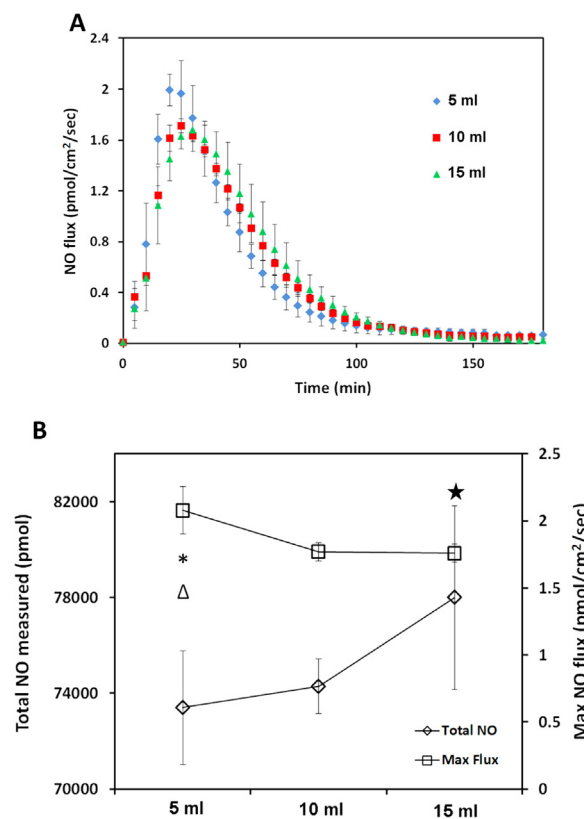 A
2.4
2
1.6
1.2
0.8
0.4
0
NO flux (pmol/cm²/sec)
5 ml
10 ml
15 ml
0
50
100
150
Time (min)
B
82000
78000
74000
70000
Total NO measured (pmol)
2.5
2
1.5
1
0.5
0
Max NO flux (pmol/cm²/sec)
*
Δ
★
Total NO
Max Flux
5 ml
10 ml
15 ml